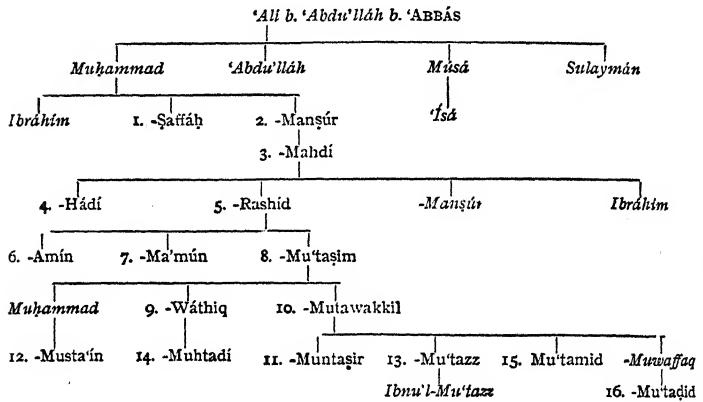 ‘Alí b. ‘Abdu’lláh b. ‘ABBÁS
Muḥammad ‘Abdu’lláh Músá Sulaymán
Ibráhím 1. -Ṣaffáḥ 2. -Manṣúr ‘Ísá
3. -Mahdí
4. -Hádí 5. -Rashíd -Manṣúr Ibráhím
6. -Amín 7. -Ma’mún 8. -Mu‘taṣim
Muḥammad 9. -Wáthiq 10. -Mutawakkil
12. -Musta‘ín 14. -Muhtadí 11. -Muntaṣir 13. -Mu‘tazz 15. Mu‘tamid -Muwaffaq
Ibnu’l-Mu‘tazz 16. -Mu‘taḍid